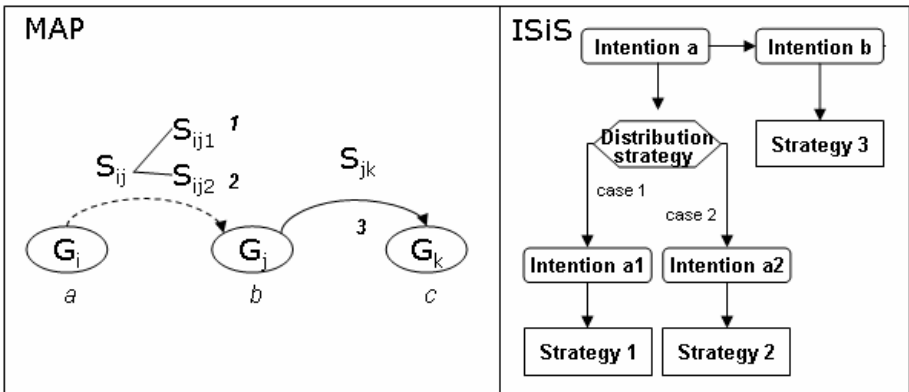 MAP
S_ij1 1
S_ij
S_ij2 2
S_jk
3
G_i
G_j
G_k
a
b
c
ISiS
Intention a
Intention b
Distribution
strategy
Strategy 3
case 1
case 2
Intention a1
Intention a2
Strategy 1
Strategy 2